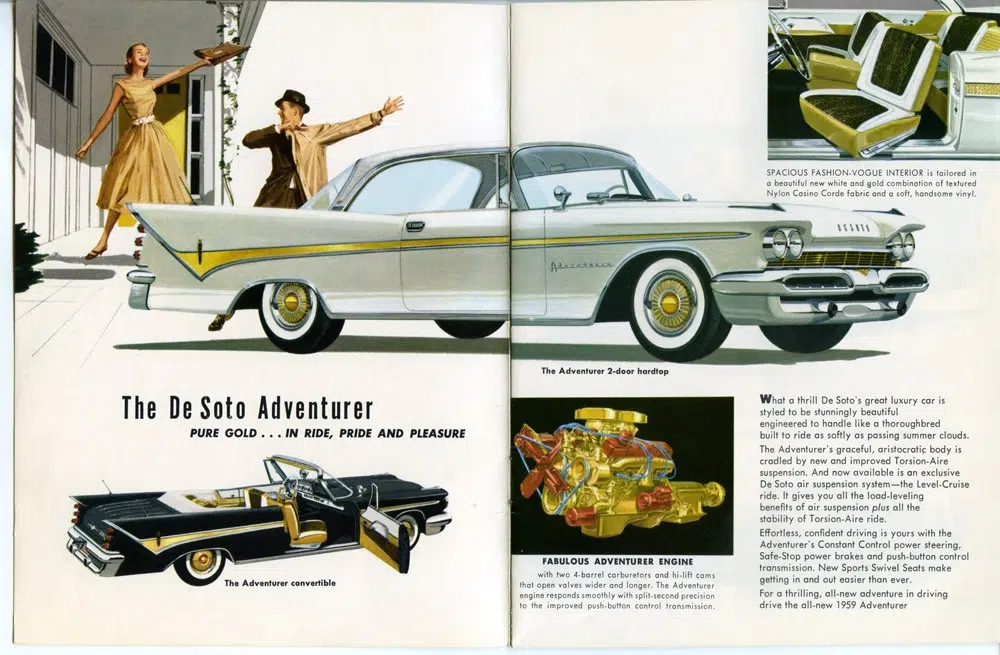 SPACIOUS FASHION-VOGUE INTERIOR is tailored in
a beautiful new white and gold combination of textured
Nylon Casino Corde fabric and a soft, handsome vinyl.
DESOTO
Adventurer
The Adventurer 2-door hardtop
The De Soto Adventurer
PURE GOLD . . . IN RIDE, PRIDE AND PLEASURE
The Adventurer convertible
FABULOUS ADVENTURER ENGINE
with two 4-barrel carburetors and hi-lift cams
that open valves wider and longer. The Adventurer
engine responds smoothly with split-second precision
to the improved push-button control transmission.
What a thrill De Soto's great luxury car is
styled to be stunningly beautiful
engineered to handle like a thoroughbred
built to ride as softly as passing summer clouds.
The Adventurer's graceful, aristocratic body is
cradled by new and improved Torsion-Aire
suspension. And now available is an exclusive
De Soto air suspension system—the Level-Cruise
ride. It gives you all the load-leveling
benefits of air suspension plus all the
stability of Torsion-Aire ride.
Effortless, confident driving is yours with the
Adventurer's Constant Control power steering,
Safe-Stop power brakes and push-button control
transmission. New Sports Swivel Seats make
getting in and out easier than ever.
For a thrilling, all-new adventure in driving
drive the all-new 1959 Adventurer